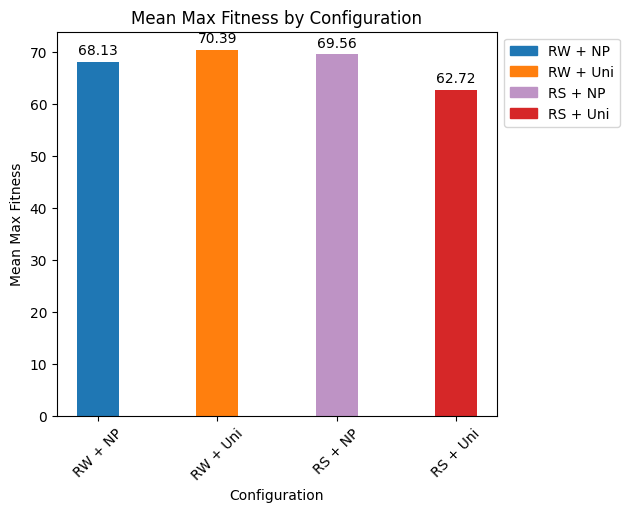 Mean Max Fitness by Configuration
68.13
70.39
69.56
62.72
RW + NP
RW + Uni
RS + NP
RS + Uni
Mean Max Fitness
70
60
50
40
30
20
10
0
RW + NP
RW + Uni
RS + NP
RS + Uni
Configuration